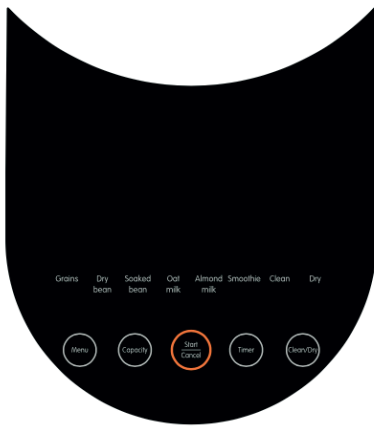 Grains Dry bean Soaked bean Oat milk Almond milk Smoothie Clean Dry
Menu Capacity Start Cancel Timer Clean/Dry